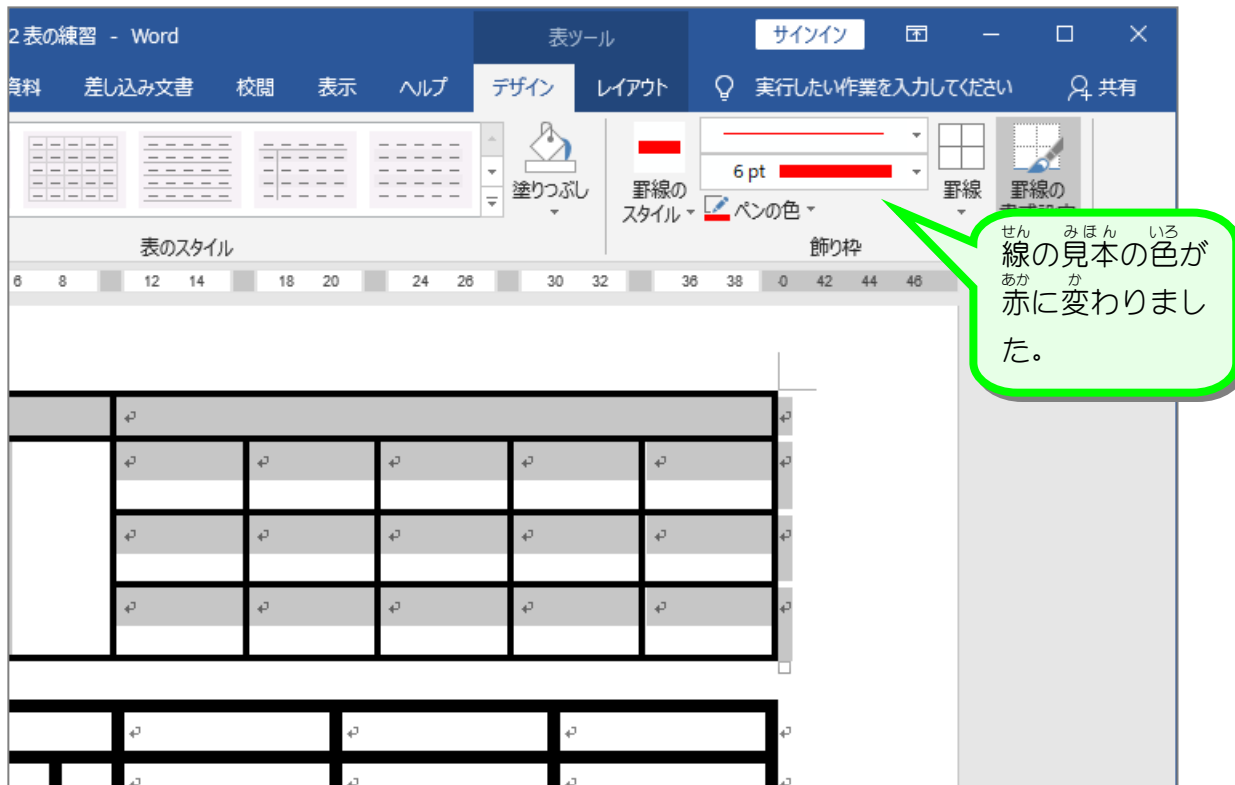 2 表の練習 - Word
表ツール
サインイン
資料 差し込み文書 校閲 表示 ヘルプ デザイン レイアウト 実行したい作業を入力してください 共有
6 pt
塗りつぶし
罫線の
スタイル
ペンの色
罫線
罫線の
書式設定
表のスタイル
飾り枠
6 8 12 14 18 20 24 26 30 32 36 38 40 42 44 46
せん みほん いろ
線の見本の色が
あか か
赤に変わりまし
た。